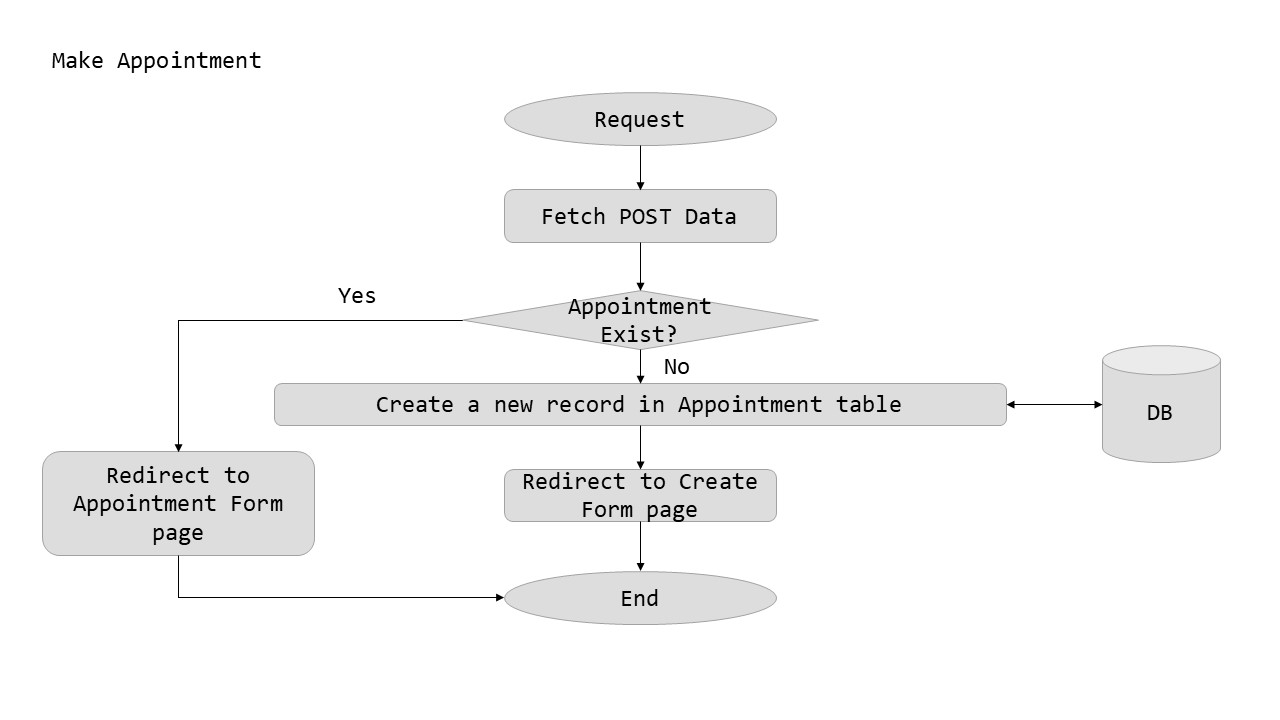 Make Appointment
Request
Fetch POST Data
Appointment
Exist?
Yes
No
Create a new record in Appointment table
DB
Redirect to
Appointment Form
page
Redirect to Create
Form page
End